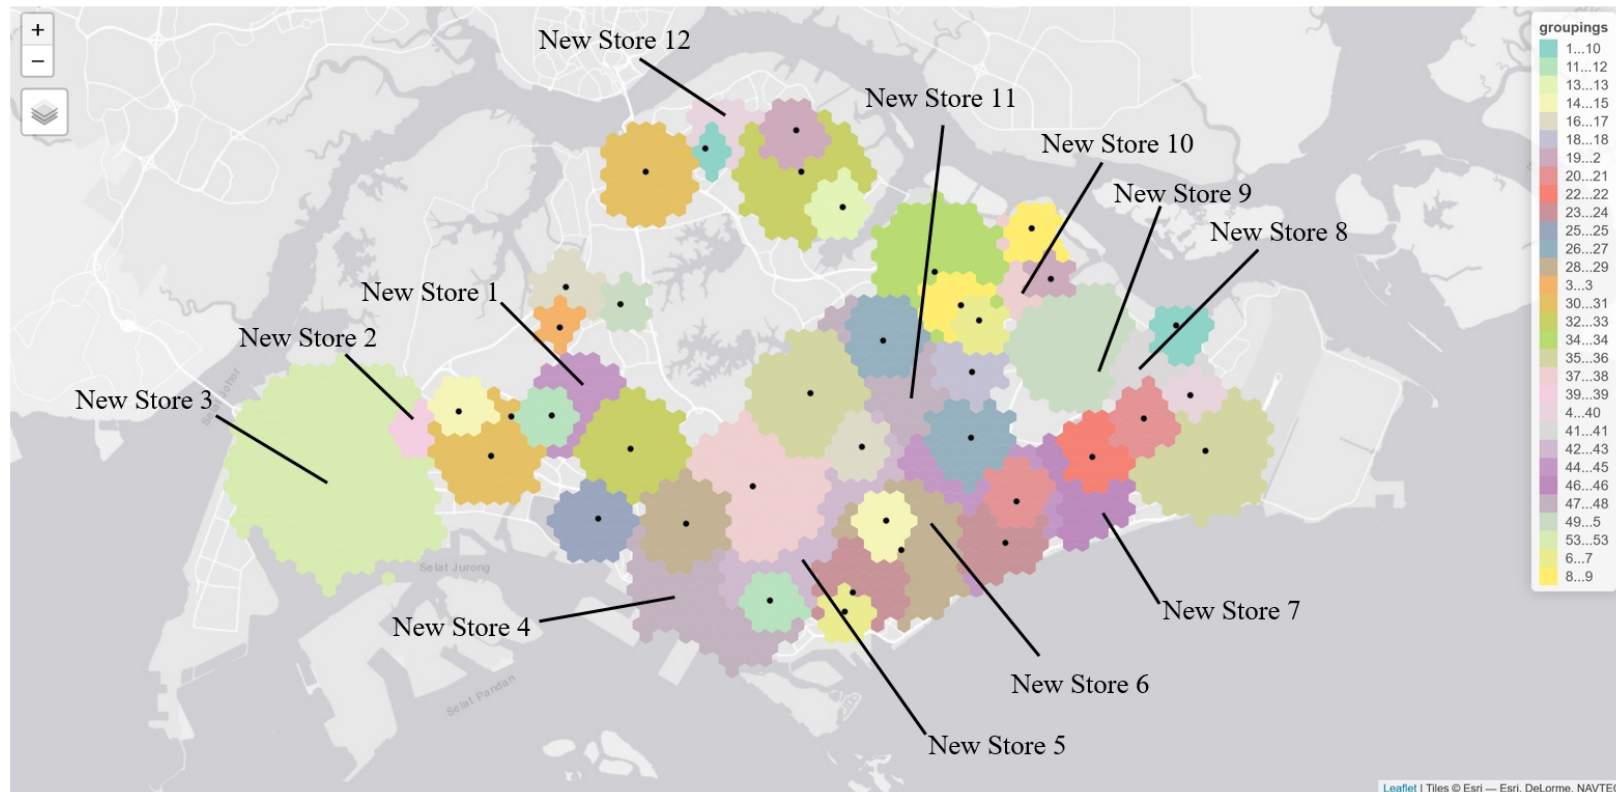 +
−
New Store 12
New Store 11
New Store 10
New Store 9
New Store 8
New Store 1
New Store 2
New Store 3
New Store 4
New Store 7
New Store 6
New Store 5
Selat Johor
Selat Jurong
Selat Pandan
groupings
1...10
11...12
13...13
14...15
16...17
18...18
19...2
20...21
22...22
23...24
25...25
26...27
28...29
3...3
30...31
32...33
34...34
35...36
37...38
39...39
4...40
41...41
42...43
44...45
46...46
47...48
49...5
53...53
6...7
8...9
Leaflet | Tiles © Esri — Esri, DeLorme, NAVTEQ